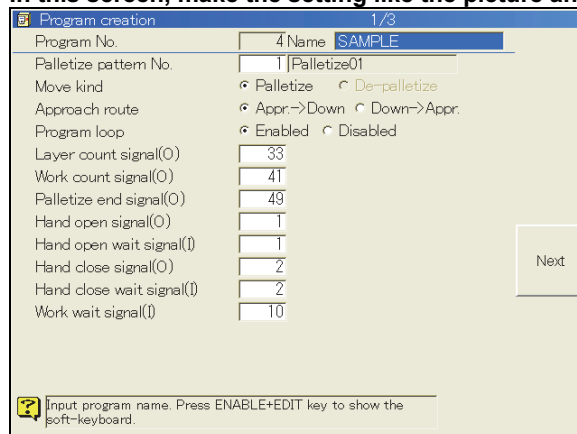 In this screen, make the setting like the picture an
Program creation 1/3
Program No. 4 Name SAMPLE
Palletize pattern No. 1 Palletize01
Move kind Palletize De-palletize
Approach route Appr.->Down Down->Appr.
Program loop Enabled Disabled
Layer count signal(O) 33
Work count signal(O) 41
Palletize end signal(O) 49
Hand open signal(O) 1
Hand open wait signal(I) 1
Hand close signal(O) 2
Hand close wait signal(I) 2
Work wait signal(I) 10
Next
Input program name. Press ENABLE+EDIT key to show the
soft-keyboard.